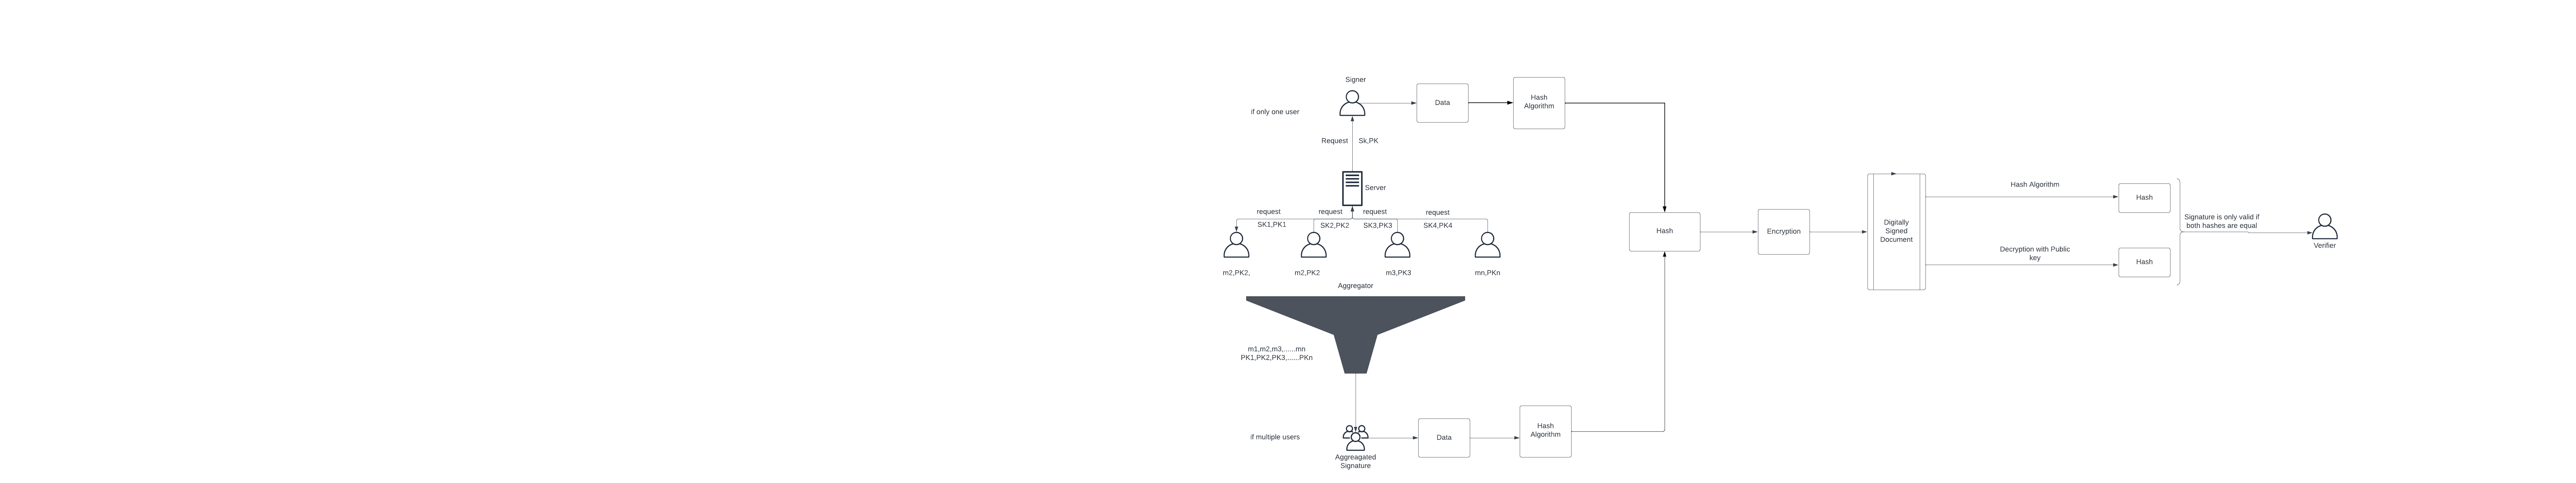 Signer
if only one user
Data
Hash
Algorithm
Request
Sk,PK
Server
request
request
request
request
SK1,PK1
SK2,PK2
SK3,PK3
SK4,PK4
m2,PK2,
m2,PK2
m3,PK3
mn,PKn
Aggregator
m1,m2,m3,......mn
PK1,PK2,PK3,......PKn
if multiple users
Aggreagated
Signature
Data
Hash
Algorithm
Hash
Encryption
Digitally
Signed
Document
Hash Algorithm
Hash
Decryption with Public
key
Hash
Signature is only valid if
both hashes are equal
Verifier